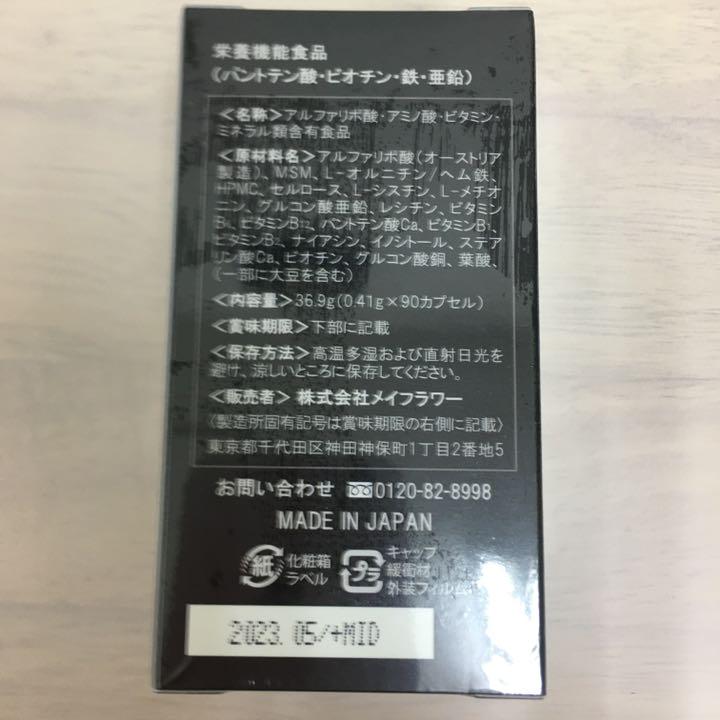 栄養機能食品
(パントテン酸・ビオチン・鉄・亜鉛)
<名称>アルファリポ酸・アミノ酸・ビタミン・
ミネラル類含有食品
<原材料名>アルファリポ酸(オーストリア
製造)、MSM、L-オルニチン/ヘム鉄、
HPMC、セルロース、L-シスチン、L-メチオ
ニン、グルコン酸亜鉛、レシチン、ビタミン
B₆、ビタミンB₁₂、パントテン酸Ca、ビタミンB₁、
ビタミンB₂、ナイアシン、イノシトール、ステア
リン酸Ca、ビオチン、グルコン酸銅、葉酸、
(一部に大豆を含む)
<内容量>36.9g(0.41g×90カプセル)
<賞味期限>下部に記載
<保存方法>高温多湿および直射日光を
避け、涼しいところに保存してください。
<販売者>株式会社メイフラワー
〈製造所固有記号は賞味期限の右側に記載〉
東京都千代田区神田神保町1丁目2番地5
お問い合わせ 0120-82-8998
MADE IN JAPAN
紙 化粧箱
ラベル
プラ キャップ
緩衝材
外装フィルム
2023.05/+MID